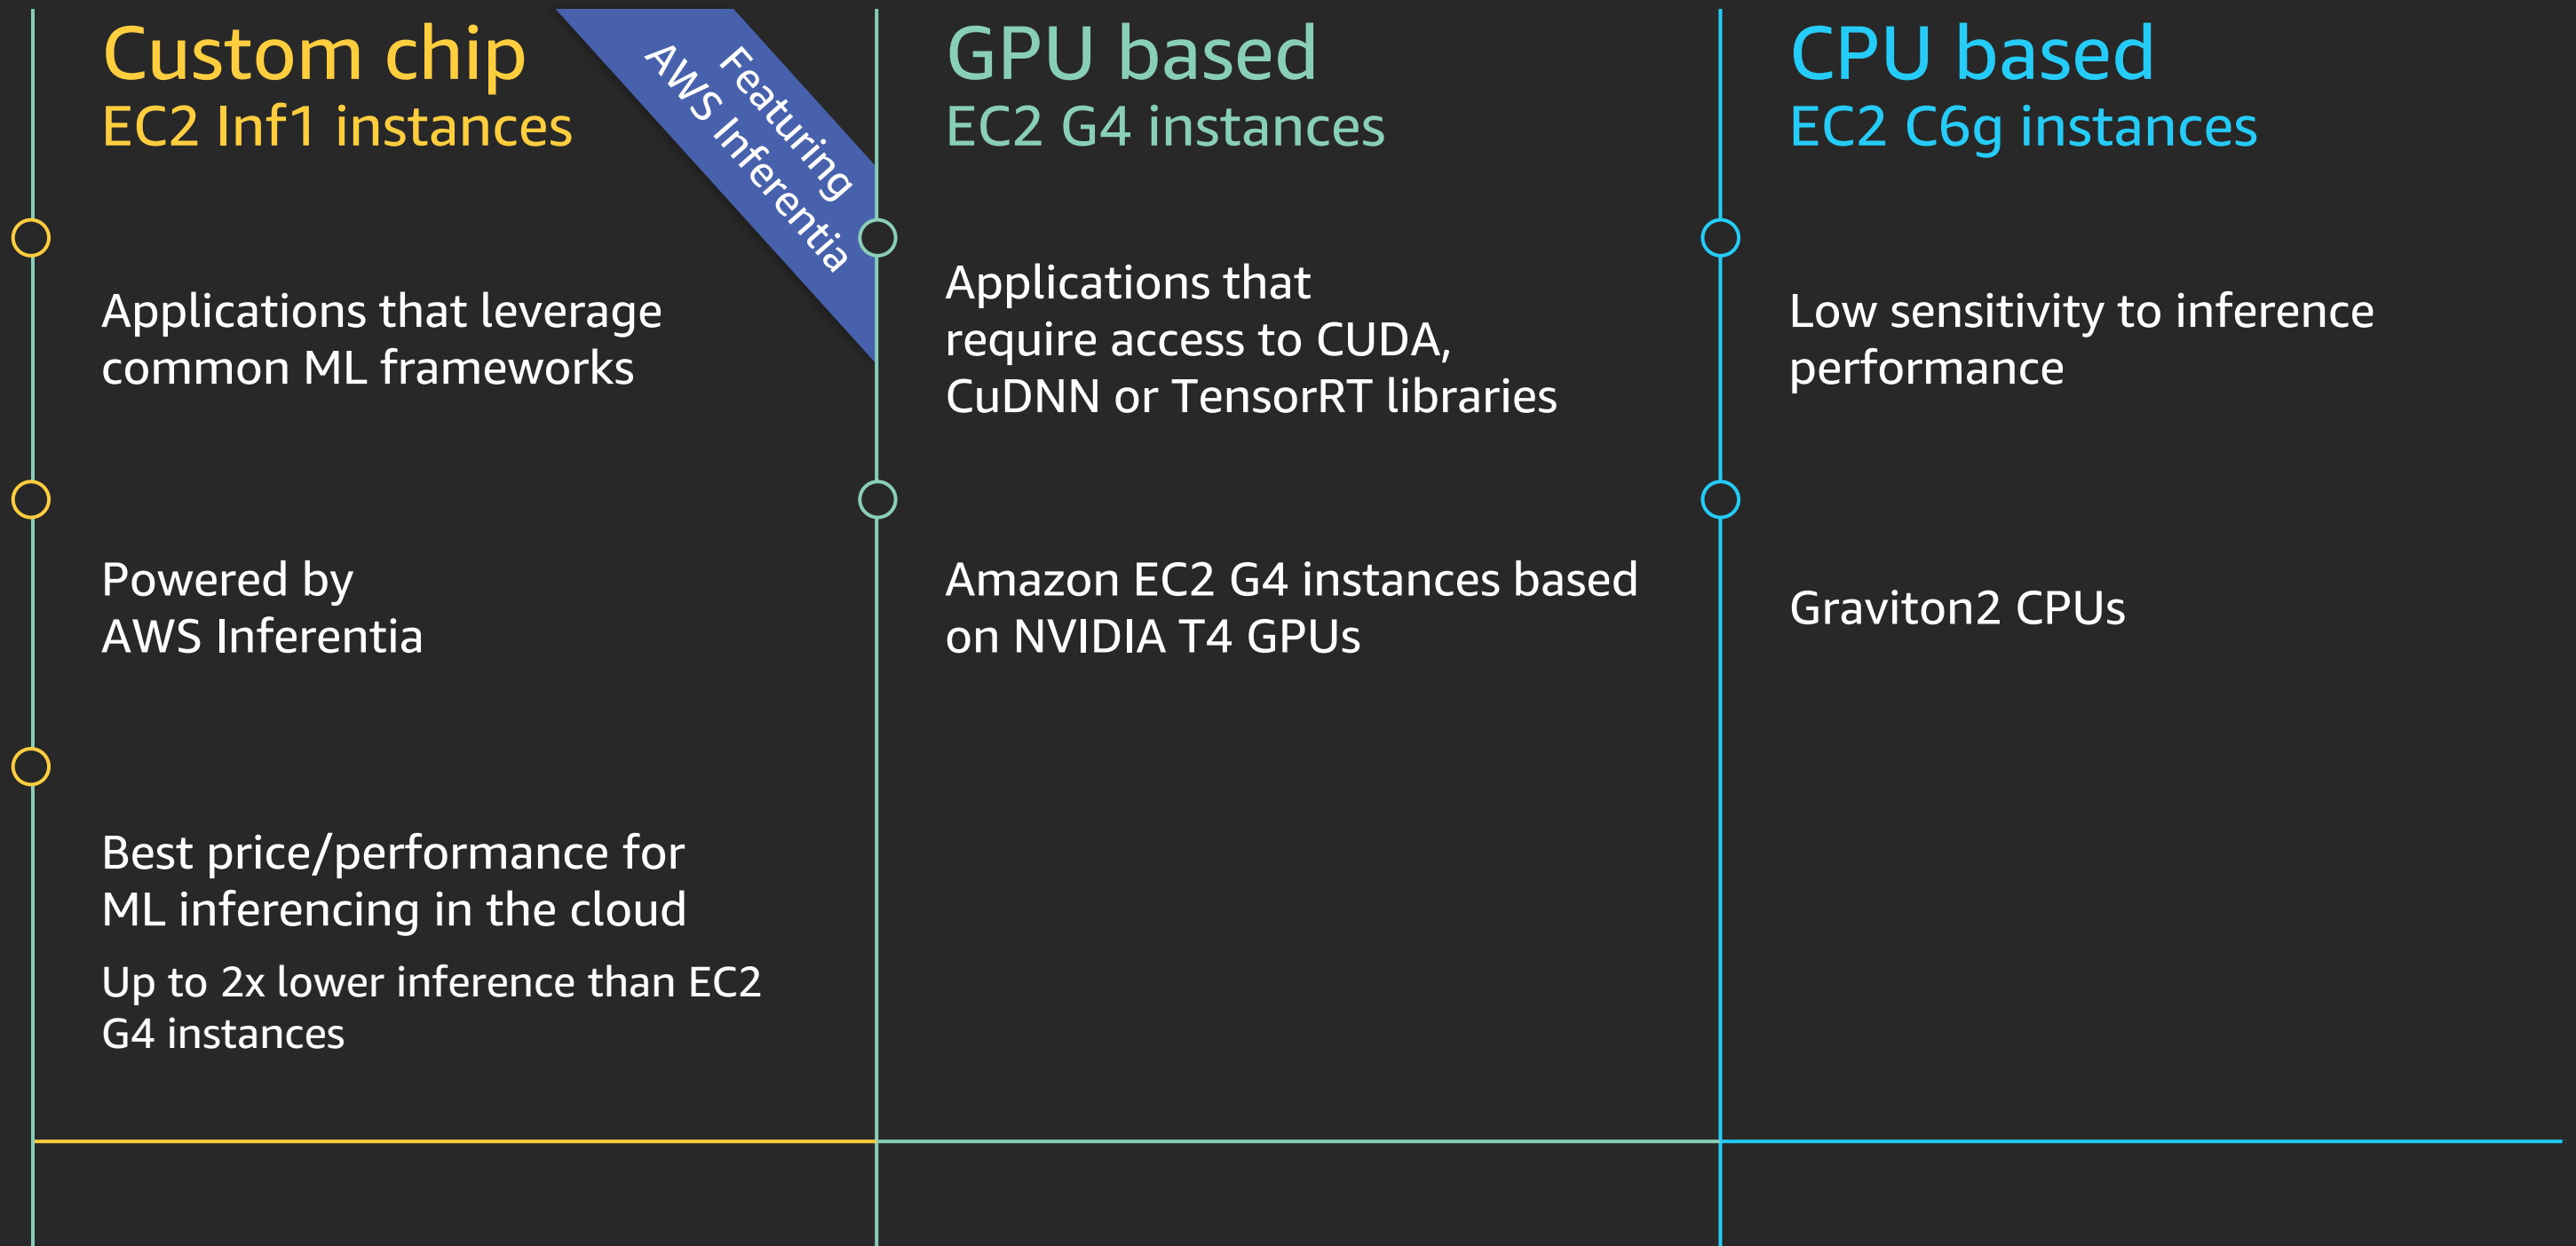 Custom chip
EC2 Inf1 instances
Featuring
AWS Inferentia
Applications that leverage
common ML frameworks
Powered by
AWS Inferentia
Best price/performance for
ML inferencing in the cloud
Up to 2x lower inference than EC2
G4 instances
GPU based
EC2 G4 instances
Applications that
require access to CUDA,
CuDNN or TensorRT libraries
Amazon EC2 G4 instances based
on NVIDIA T4 GPUs
CPU based
EC2 C6g instances
Low sensitivity to inference
performance
Graviton2 CPUs